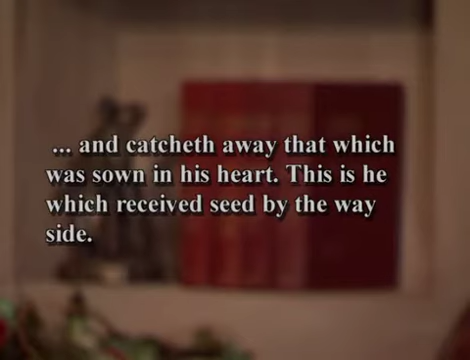 ... and catcheth away that which
was sown in his heart. This is he
which received seed by the way
side.